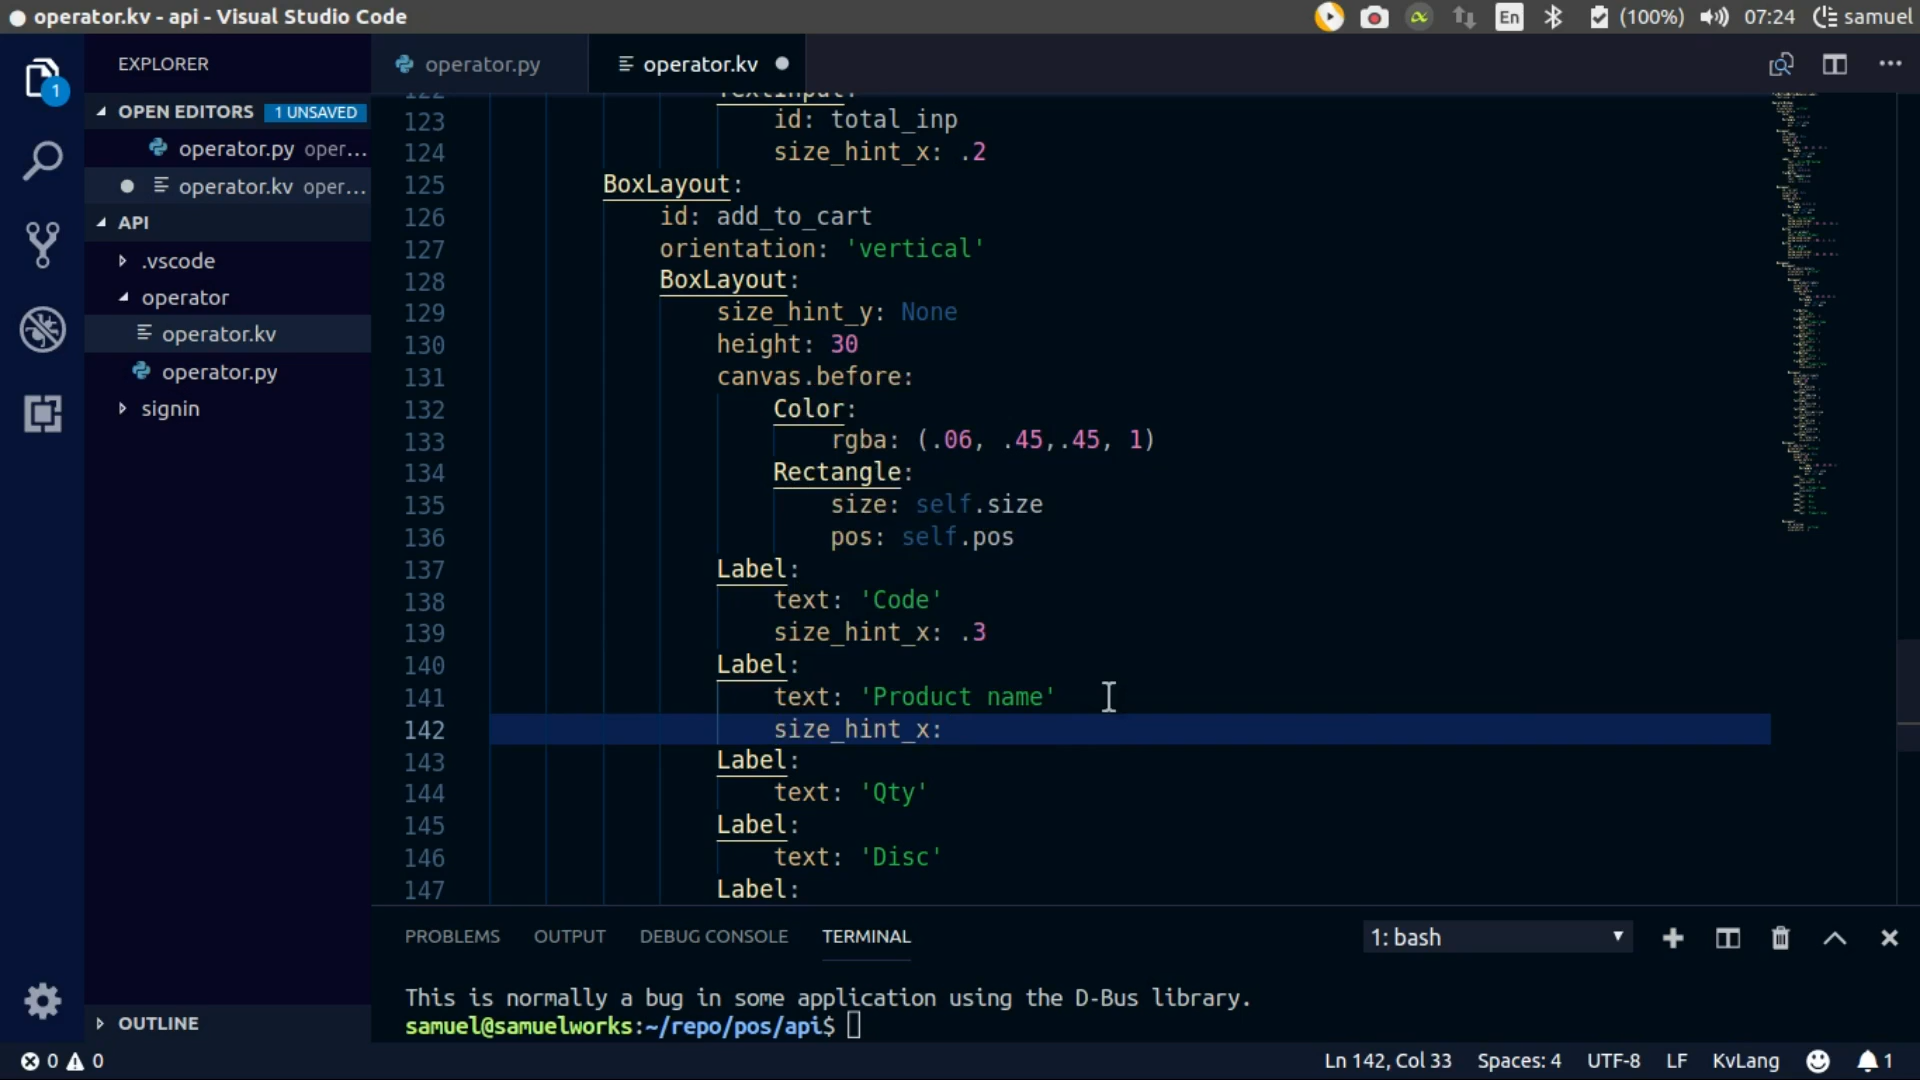 operator.kv - api - Visual Studio Code
En
(100%)
07:24
samuel
1
EXPLORER
OPEN EDITORS 1 UNSAVED
operator.py oper...
operator.kv oper...
API
.vscode
operator
operator.kv
operator.py
signin
OUTLINE
operator.py
operator.kv
122 TextInput:
123 id: total_inp
124 size_hint_x: .2
125 BoxLayout:
126 id: add_to_cart
127 orientation: 'vertical'
128 BoxLayout:
129 size_hint_y: None
130 height: 30
131 canvas.before:
132 Color:
133 rgba: (.06, .45,.45, 1)
134 Rectangle:
135 size: self.size
136 pos: self.pos
137 Label:
138 text: 'Code'
139 size_hint_x: .3
140 Label:
141 text: 'Product name'
142 size_hint_x:
143 Label:
144 text: 'Qty'
145 Label:
146 text: 'Disc'
147 Label:
PROBLEMS OUTPUT DEBUG CONSOLE TERMINAL
1: bash
This is normally a bug in some application using the D-Bus library.
samuel@samuelworks:~/repo/pos/api$
0 0
Ln 142, Col 33 Spaces: 4 UTF-8 LF KvLang 1